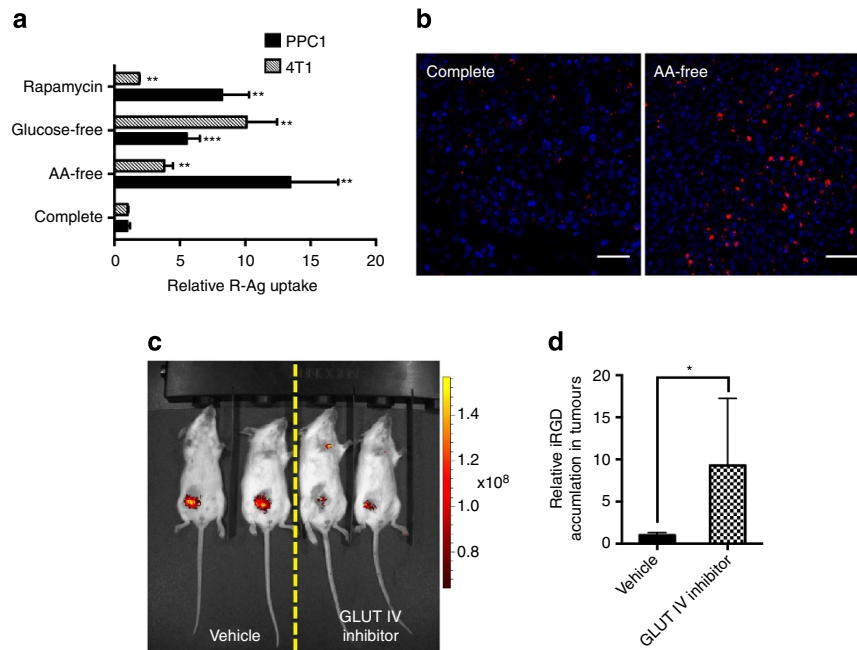 a
PPC1
4T1
Rapamycin
**
**
Glucose-free
**
***
AA-free
**
**
Complete
0
5
10
15
20
Relative R-Ag uptake
b
Complete
AA-free
c
1.4
1.2
x10⁸
1.0
0.8
Vehicle
GLUT IV
inhibitor
d
20
15
10
5
0
Relative iRGD
accumlation in tumours
*
Vehicle
GLUT IV inhibitor